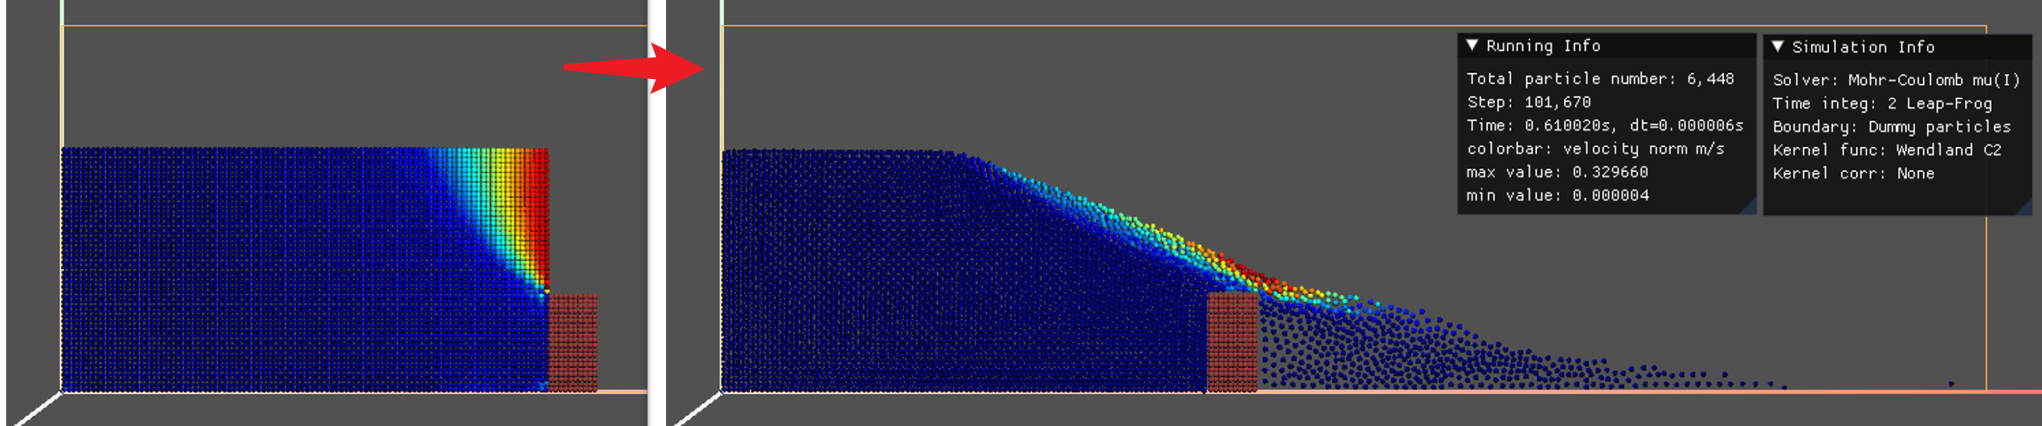 ▼ Running Info
Total particle number: 6,448
Step: 101,670
Time: 0.610020s, dt=0.000006s
colorbar: velocity norm m/s
max value: 0.329660
min value: 0.000004
▼ Simulation Info
Solver: Mohr-Coulomb mu(I)
Time integ: 2 Leap-Frog
Boundary: Dummy particles
Kernel func: Wendland C2
Kernel corr: None